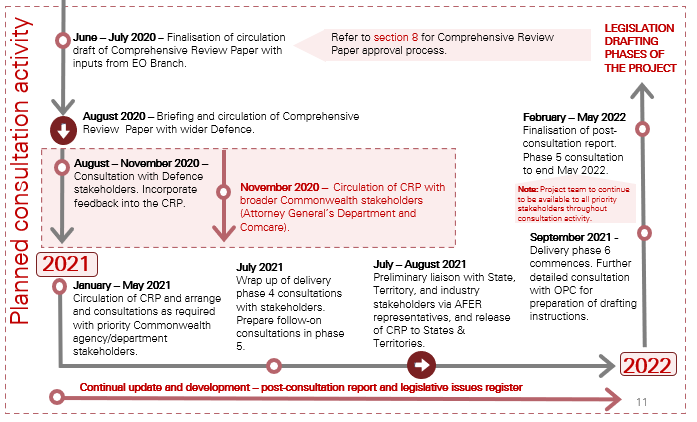 Planned consultation activity
June – July 2020 – Finalisation of circulation
draft of Comprehensive Review Paper with
inputs from EO Branch.
Refer to section 8 for Comprehensive Review
Paper approval process.
LEGISLATION
DRAFTING
PHASES OF
THE PROJECT
August 2020 – Briefing and circulation of Comprehensive
Review Paper with wider Defence.
August – November 2020 –
Consultation with Defence
stakeholders. Incorporate
feedback into the CRP.
November 2020 – Circulation of CRP with
broader Commonwealth stakeholders
(Attorney General's Department and
Comcare).
February – May 2022
Finalisation of post-
consultation report.
Phase 5 consultation
to end May 2022.
Note: Project team to continue
to be available to all priority
stakeholders throughout
consultation activity.
September 2021 -
Delivery phase 6
commences. Further
detailed consultation
with OPC for
preparation of drafting
instructions.
2021
January – May 2021
Circulation of CRP and arrange
and consultations as required
with priority Commonwealth
agency/department
stakeholders.
July 2021
Wrap up of delivery
phase 4 consultations
with stakeholders.
Prepare follow-on
consultations in phase
5.
July – August 2021
Preliminary liaison with State,
Territory, and industry
stakeholders via AFER
representatives, and release
of CRP to States &
Territories.
2022
Continual update and development – post-consultation report and legislative issues register
11